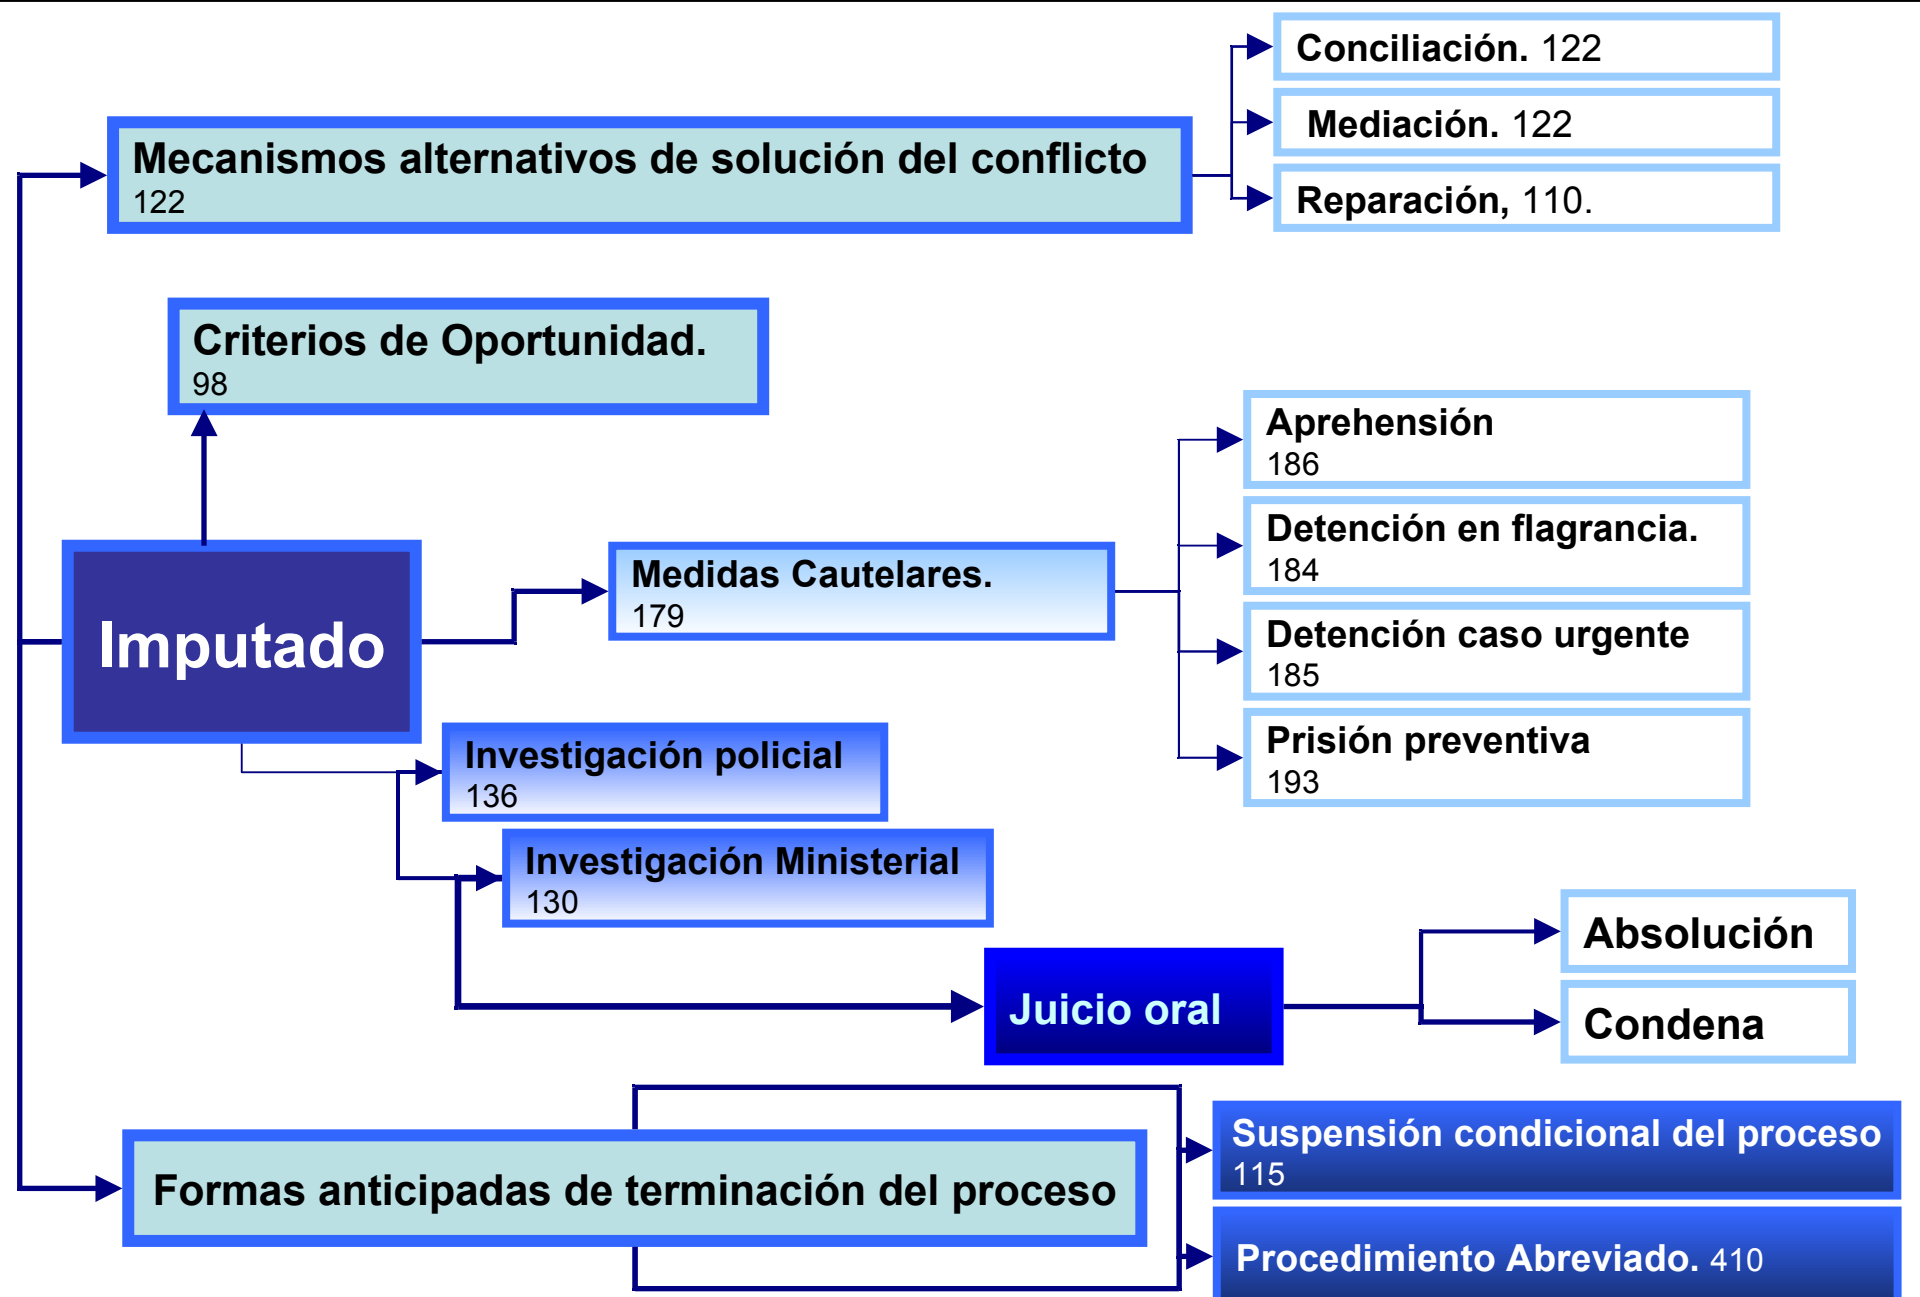 Conciliación. 122
Mediación. 122
Reparación, 110.
Mecanismos alternativos de solución del conflicto
122
Criterios de Oportunidad.
98
Imputado
Medidas Cautelares.
179
Aprehensión
186
Detención en flagrancia.
184
Detención caso urgente
185
Prisión preventiva
193
Investigación policial
136
Investigación Ministerial
130
Juicio oral
Absolución
Condena
Formas anticipadas de terminación del proceso
Suspensión condicional del proceso
115
Procedimiento Abreviado. 410